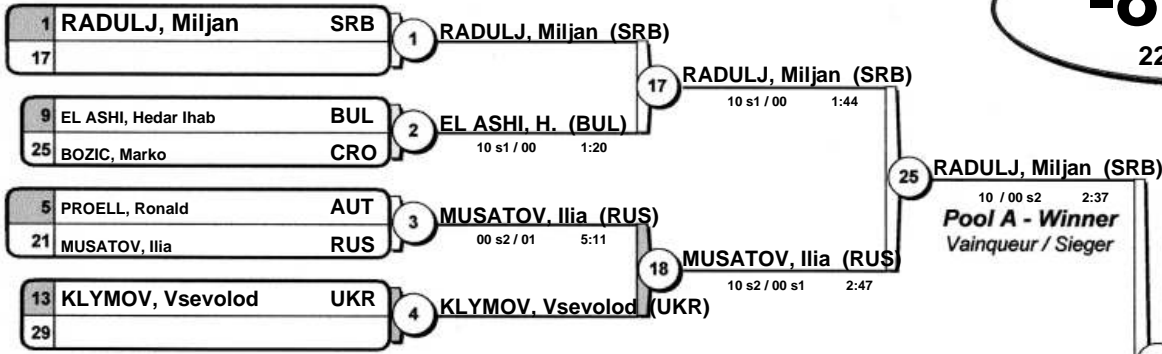 1 RADULJ, Miljan SRB
17
9 EL ASHI, Hedar Ihab BUL
25 BOZIC, Marko CRO
5 PROELL, Ronald AUT
21 MUSATOV, Ilia RUS
13 KLYMOV, Vsevolod UKR
29
1 RADULJ, Miljan (SRB)
2 EL ASHI, H. (BUL)
10 s1 / 00 1:20
3 MUSATOV, Ilia (RUS)
00 s2 / 01 5:11
4 KLYMOV, Vsevolod (UKR)
17 RADULJ, Miljan (SRB)
10 s1 / 00 1:44
18 MUSATOV, Ilia (RUS)
10 s2 / 00 s1 2:47
25 RADULJ, Miljan (SRB)
10 / 00 s2 2:37
Pool A - Winner
Vainqueur / Sieger
22